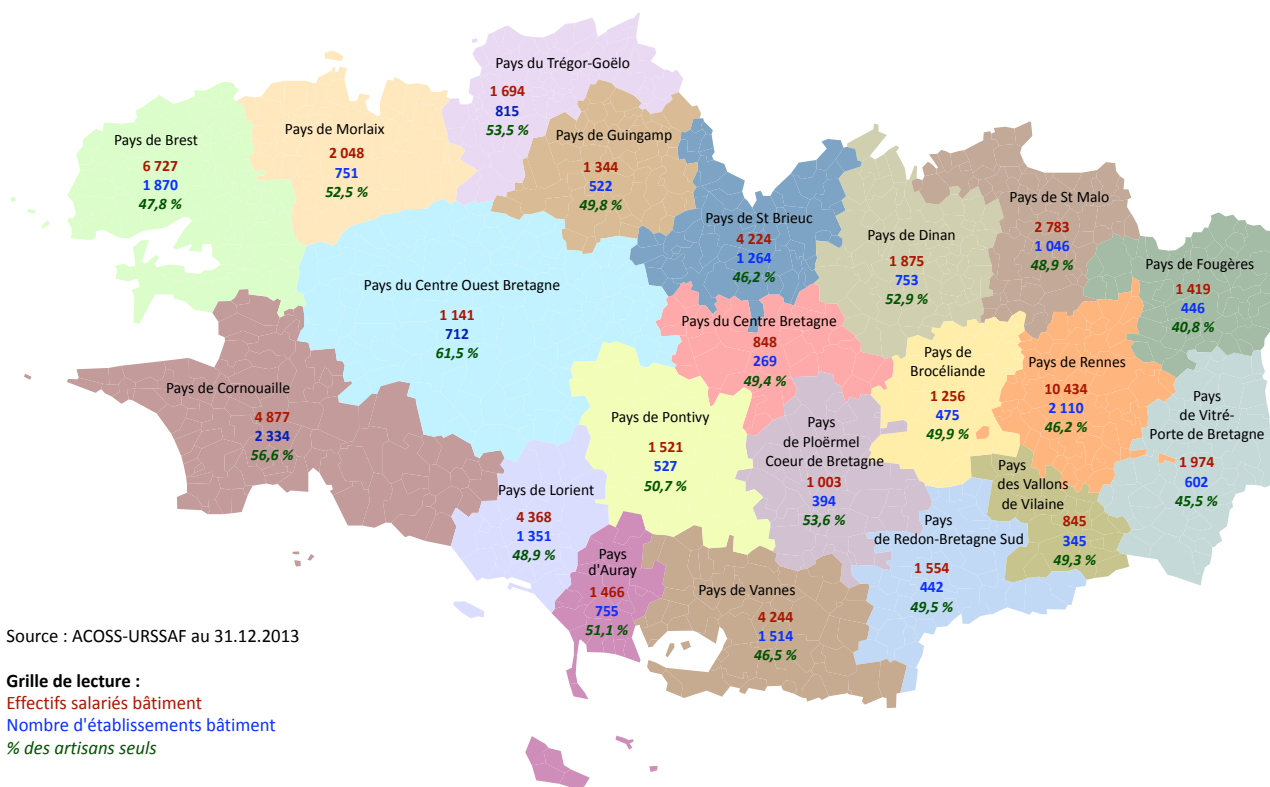 Pays du Trégor-Goëlo
1 694
815
53,5 %
Pays de Brest
6 727
1 870
47,8 %
Pays de Morlaix
2 048
751
52,5 %
Pays de Guingamp
1 344
522
49,8 %
Pays de St Brieuc
4 224
1 264
46,2 %
Pays de Dinan
1 875
753
52,9 %
Pays de St Malo
2 783
1 046
48,9 %
Pays de Fougères
1 419
446
40,8 %
Pays du Centre Ouest Bretagne
1 141
712
61,5 %
Pays du Centre Bretagne
848
269
49,4 %
Pays de
Brocéliande
1 256
475
49,9 %
Pays de Rennes
10 434
2 110
46,2 %
Pays
de Vitré-
Porte de Bretagne
1 974
602
45,5 %
Pays de Cornouaille
4 877
2 334
56,6 %
Pays de Pontivy
1 521
527
50,7 %
Pays
de Ploërmel
Coeur de Bretagne
1 003
394
53,6 %
Pays
des Vallons
de Vilaine
845
345
49,3 %
Pays de Lorient
4 368
1 351
48,9 %
Pays
de Redon-Bretagne Sud
1 554
442
49,5 %
Pays
d'Auray
1 466
755
51,1 %
Pays de Vannes
4 244
1 514
46,5 %
Source : ACOSS-URSSAF au 31.12.2013
Grille de lecture :
Effectifs salariés bâtiment
Nombre d'établissements bâtiment
% des artisans seuls